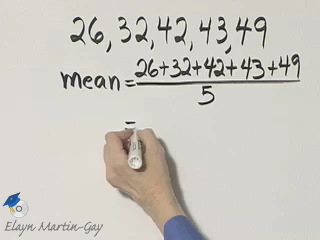 26, 32, 42, 43, 49
mean = 26+32+42+43+49
5
=
Elayn Martin-Gay